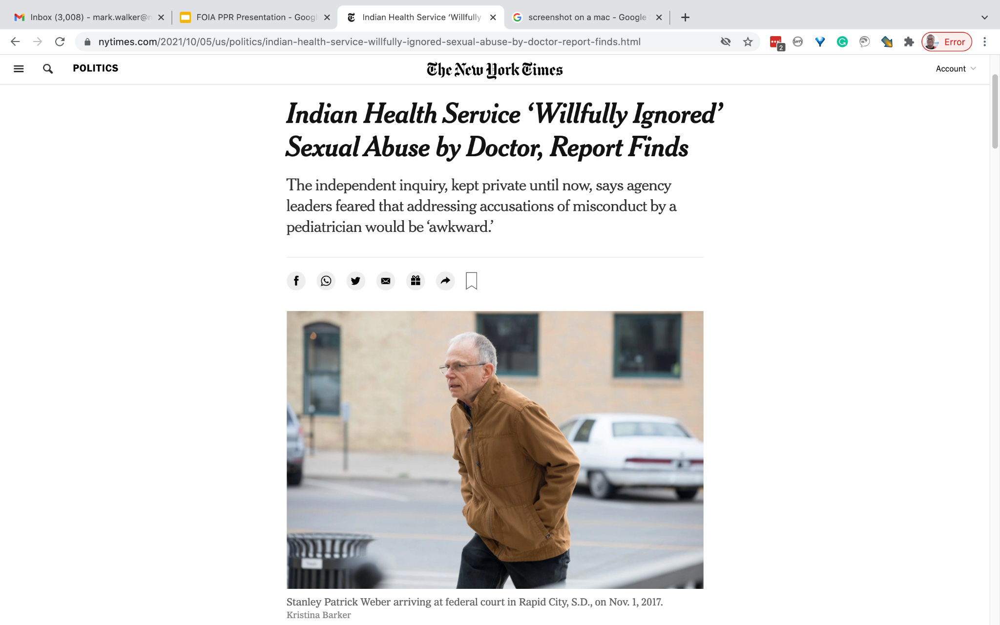 Inbox (3,008) - mark.walker@n
FOIA PPR Presentation - Googl
Indian Health Service ‘Willfully
screenshot on a mac - Google
nytimes.com/2021/10/05/us/politics/indian-health-service-willfully-ignored-sexual-abuse-by-doctor-report-finds.html
2
Error
POLITICS
The New York Times
Account
Indian Health Service ‘Willfully Ignored’
Sexual Abuse by Doctor, Report Finds
The independent inquiry, kept private until now, says agency
leaders feared that addressing accusations of misconduct by a
pediatrician would be ‘awkward.’
Stanley Patrick Weber arriving at federal court in Rapid City, S.D., on Nov. 1, 2017.
Kristina Barker